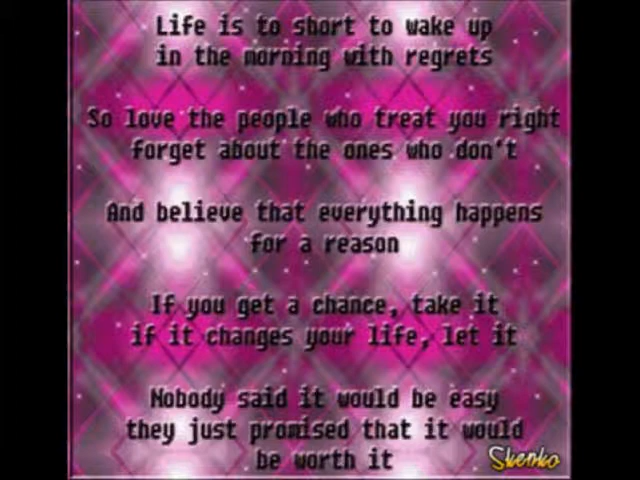 Life is to short to wake up
in the morning with regrets
So love the people who treat you right
forget about the ones who don't
And believe that everything happens
for a reason
If you get a chance, take it
if it changes your life, let it
Nobody said it would be easy
they just promised that it would
be worth it
Skenko